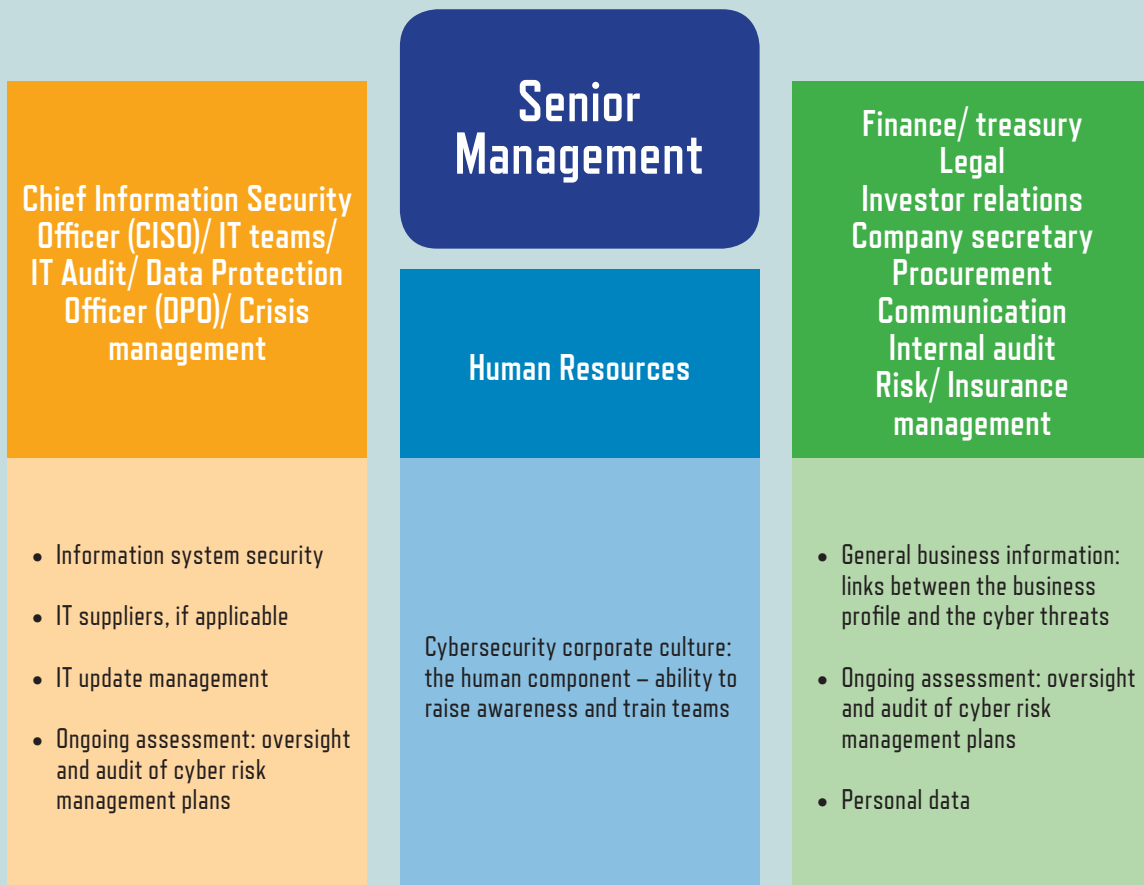 Senior
Management
Chief Information Security
Officer (CISO)/ IT teams/
IT Audit/ Data Protection
Officer (DPO)/ Crisis
management
Human Resources
Finance/ treasury
Legal
Investor relations
Company secretary
Procurement
Communication
Internal audit
Risk/ Insurance
management
• Information system security
• IT suppliers, if applicable
• IT update management
• Ongoing assessment: oversight
and audit of cyber risk
management plans
Cybersecurity corporate culture:
the human component – ability to
raise awareness and train teams
• General business information:
links between the business
profile and the cyber threats
• Ongoing assessment: oversight
and audit of cyber risk
management plans
• Personal data